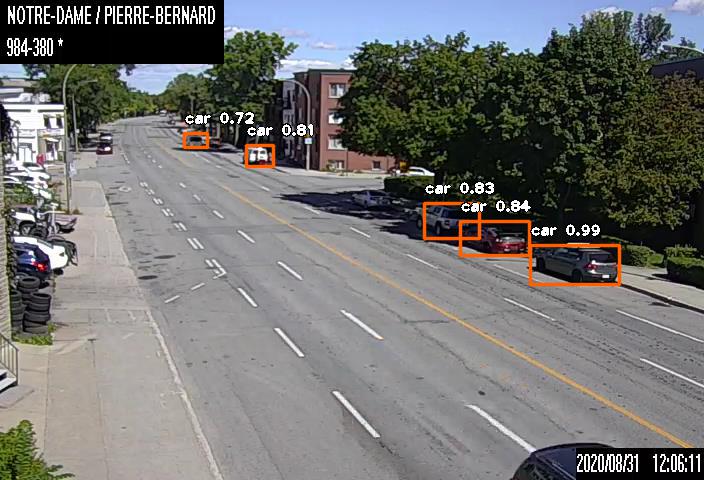 NOTRE-DAME / PIERRE-BERNARD
984-380 *
car 0.72
car 0.81
car 0.83
car 0.84
car 0.99
2020/08/31 12:06:11